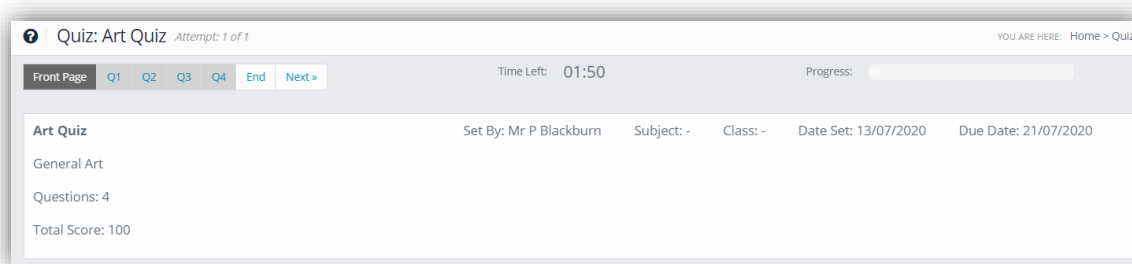 Quiz: Art Quiz Attempt: 1 of 1 YOU ARE HERE: Home > Quiz
Front Page Q1 Q2 Q3 Q4 End Next » Time Left: 01:50 Progress:
Art Quiz Set By: Mr P Blackburn Subject: - Class: - Date Set: 13/07/2020 Due Date: 21/07/2020
General Art
Questions: 4
Total Score: 100